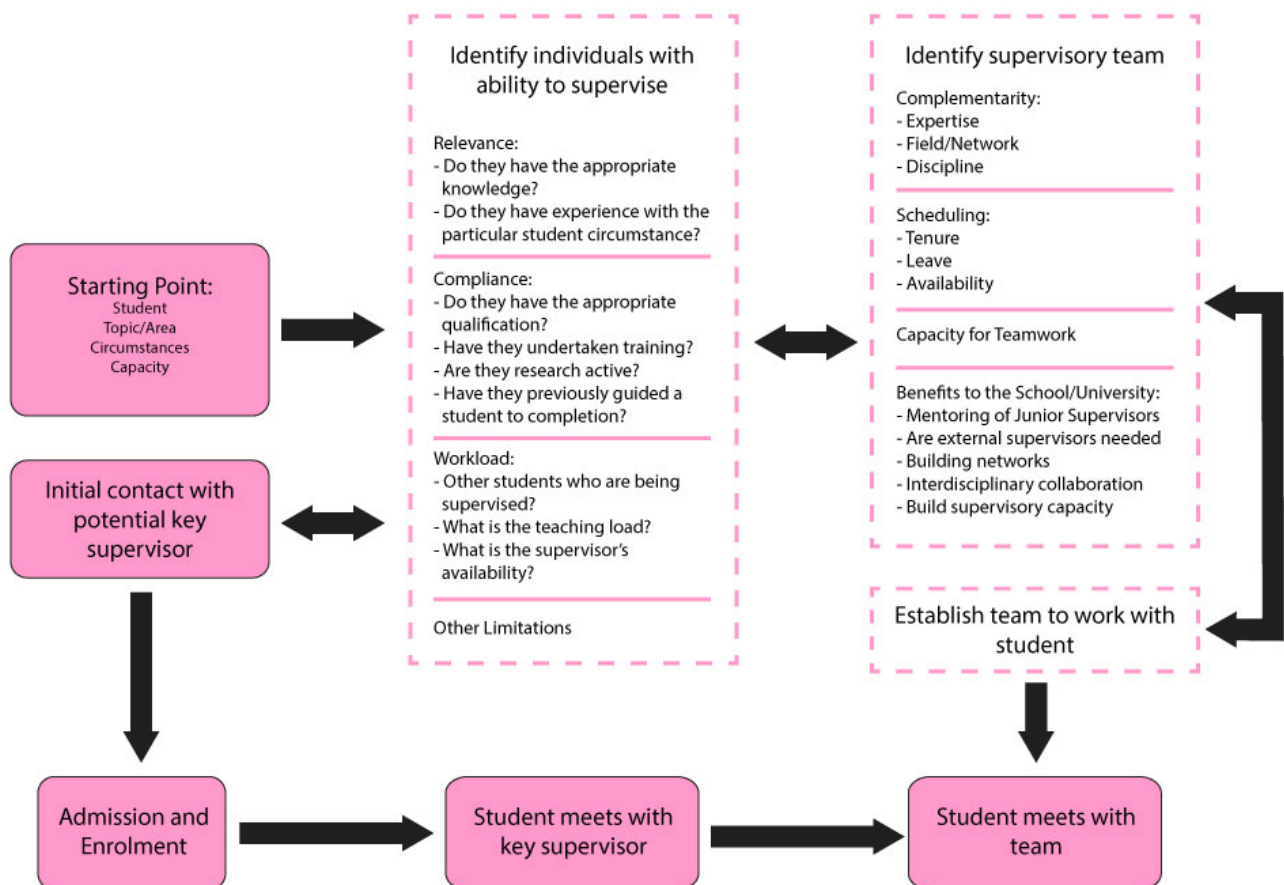 Starting Point:
Student
Topic/Area
Circumstances
Capacity
Initial contact with
potential key
supervisor
Identify individuals with
ability to supervise
Relevance:
- Do they have the appropriate
knowledge?
- Do they have experience with the
particular student circumstance?
Compliance:
- Do they have the appropriate
qualification?
- Have they undertaken training?
- Are they research active?
- Have they previously guided a
student to completion?
Workload:
- Other students who are being
supervised?
- What is the teaching load?
- What is the supervisor's
availability?
Other Limitations
Identify supervisory team
Complementarity:
- Expertise
- Field/Network
- Discipline
Scheduling:
- Tenure
- Leave
- Availability
Capacity for Teamwork
Benefits to the School/University:
- Mentoring of Junior Supervisors
- Are external supervisors needed
- Building networks
- Interdisciplinary collaboration
- Build supervisory capacity
Establish team to work with
student
Admission and
Enrolment
Student meets with
key supervisor
Student meets with
team